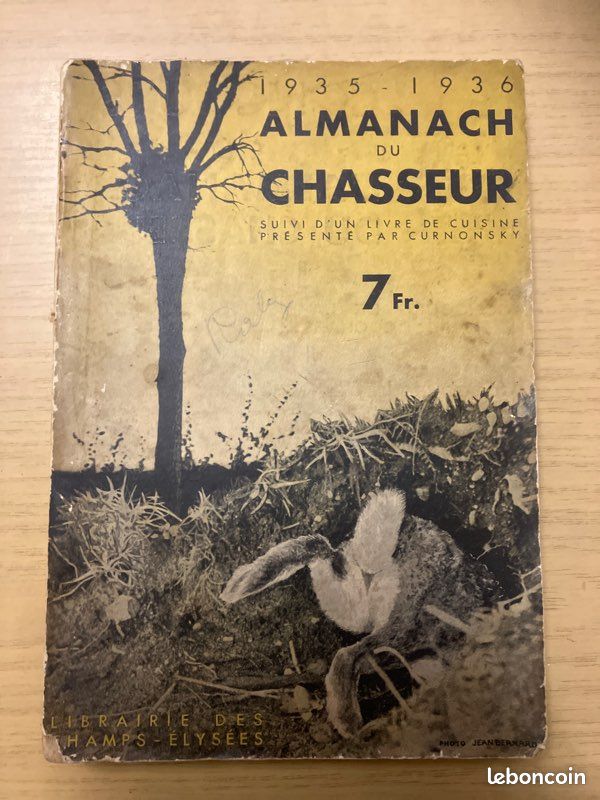 1935 - 1936
ALMANACH
DU
CHASSEUR
SUIVI D'UN LIVRE DE CUISINE
PRÉSENTÉ PAR CURNONSKY
7 Fr.
LIBRAIRIE DES
CHAMPS-ÉLYSÉES
PHOTO JEAN BERNARD
leboncoin